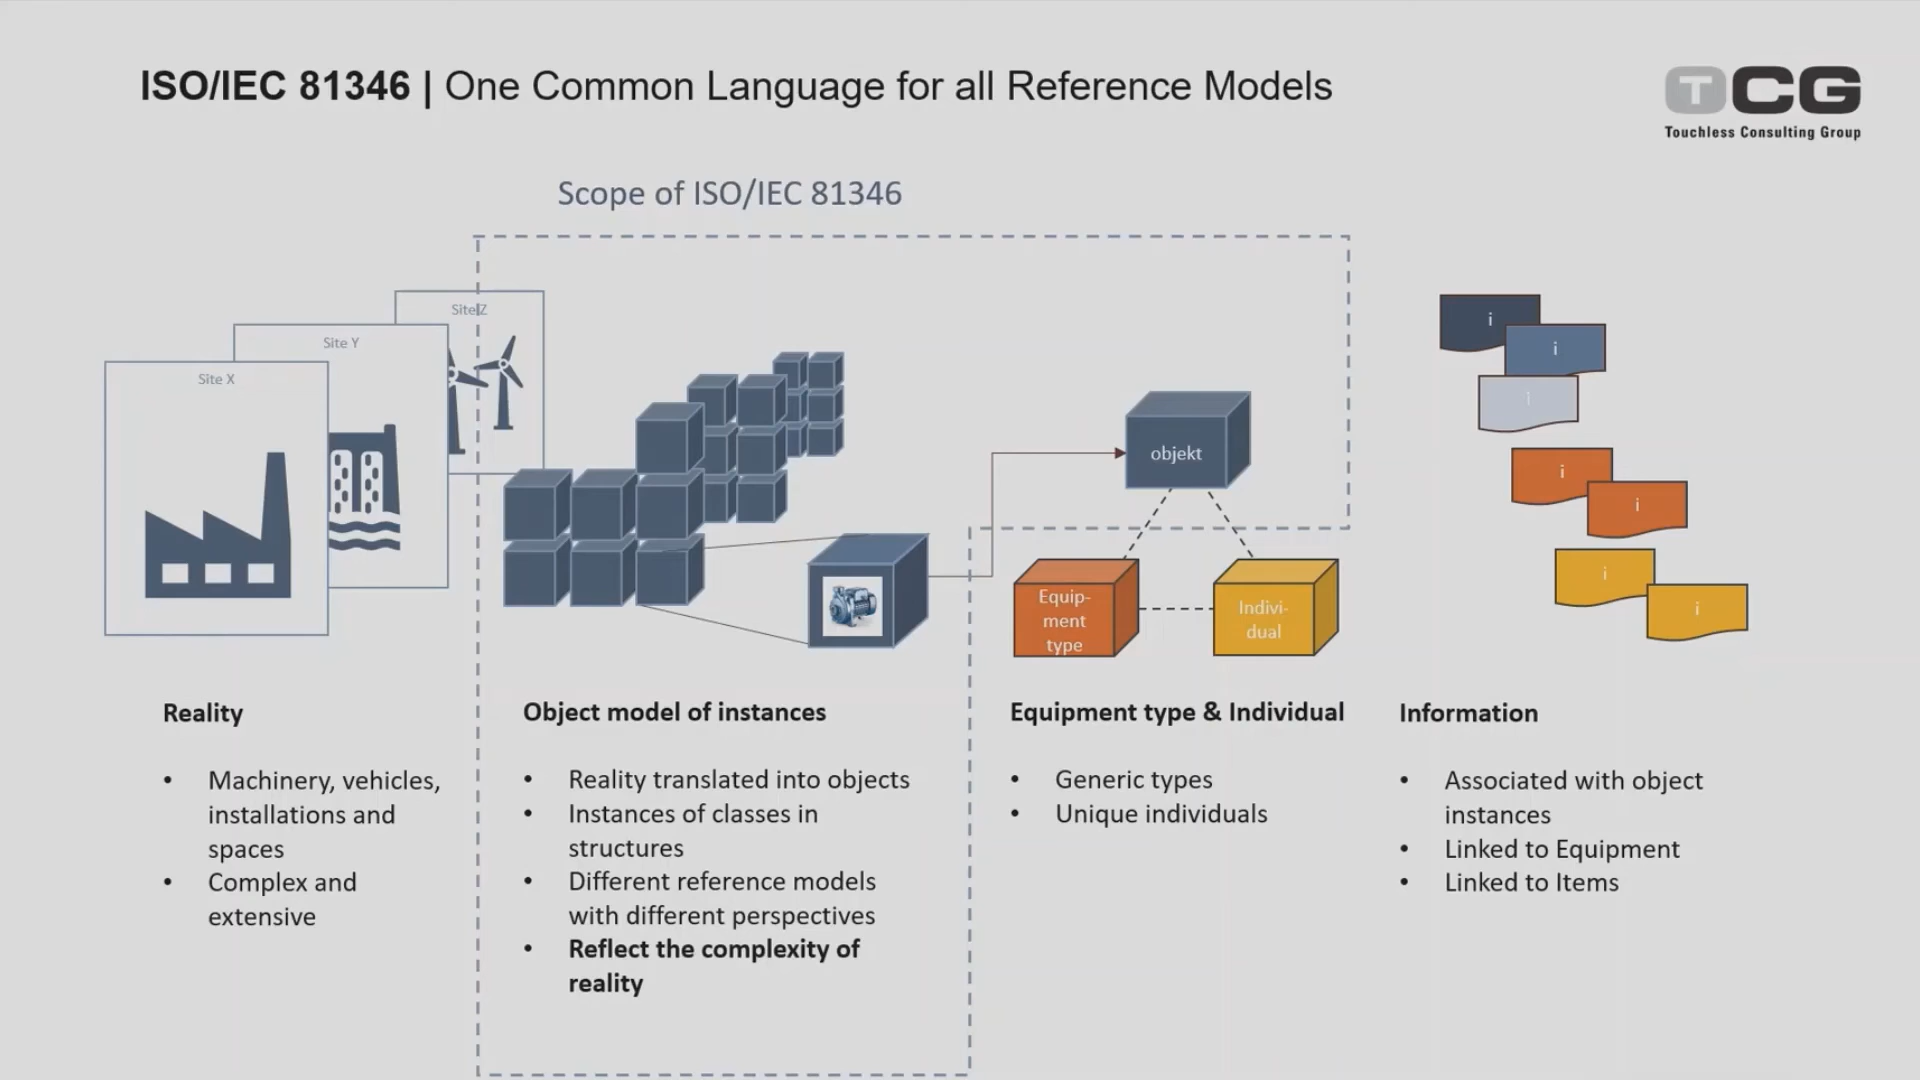 ISO/IEC 81346 | One Common Language for all Reference Models
TCG
Touchless Consulting Group
Scope of ISO/IEC 81346
Site X
Site Y
Site Z
objekt
Equip-
ment
type
Indivi-
dual
i
i
i
i
i
i
i
Reality
• Machinery, vehicles,
installations and
spaces
• Complex and
extensive
Object model of instances
• Reality translated into objects
• Instances of classes in
structures
• Different reference models
with different perspectives
• Reflect the complexity of
reality
Equipment type & Individual
• Generic types
• Unique individuals
Information
• Associated with object
instances
• Linked to Equipment
• Linked to Items